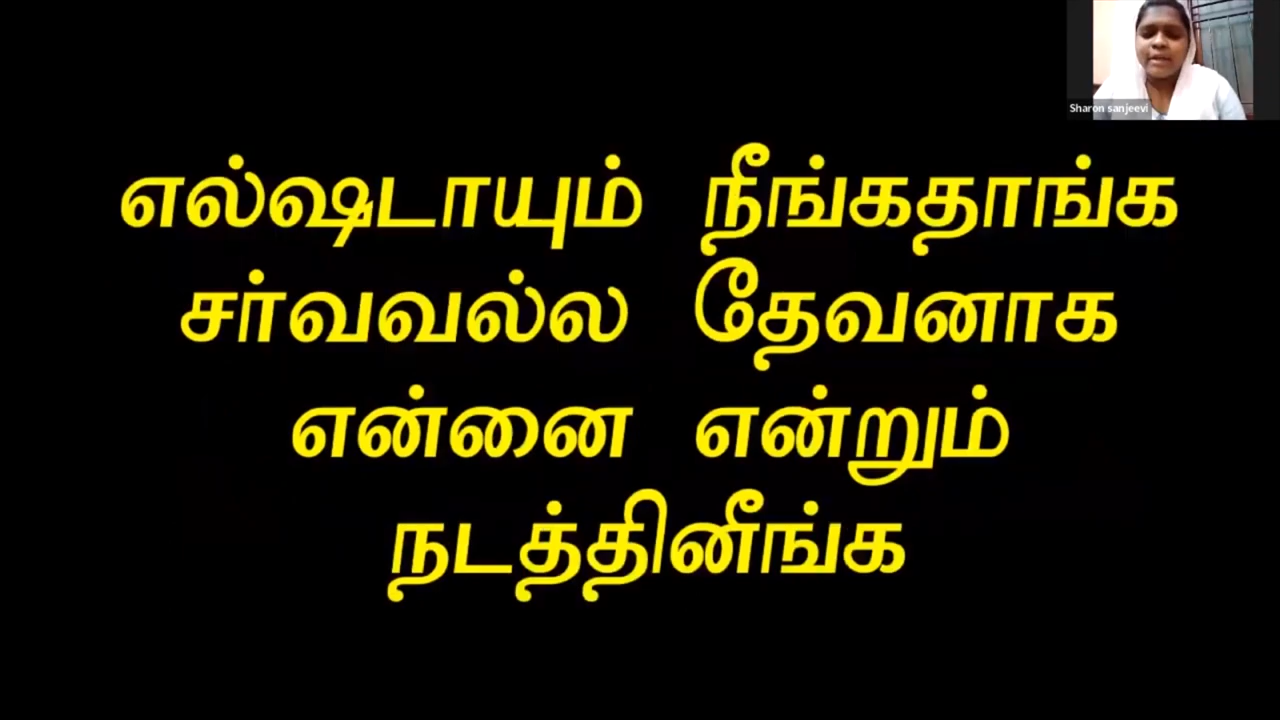 Sharon sanjeevi
எல்ஷடாயும் நீங்கதாங்க
சர்வவல்ல தேவனாக
என்னை என்றும்
நடத்தினீங்க